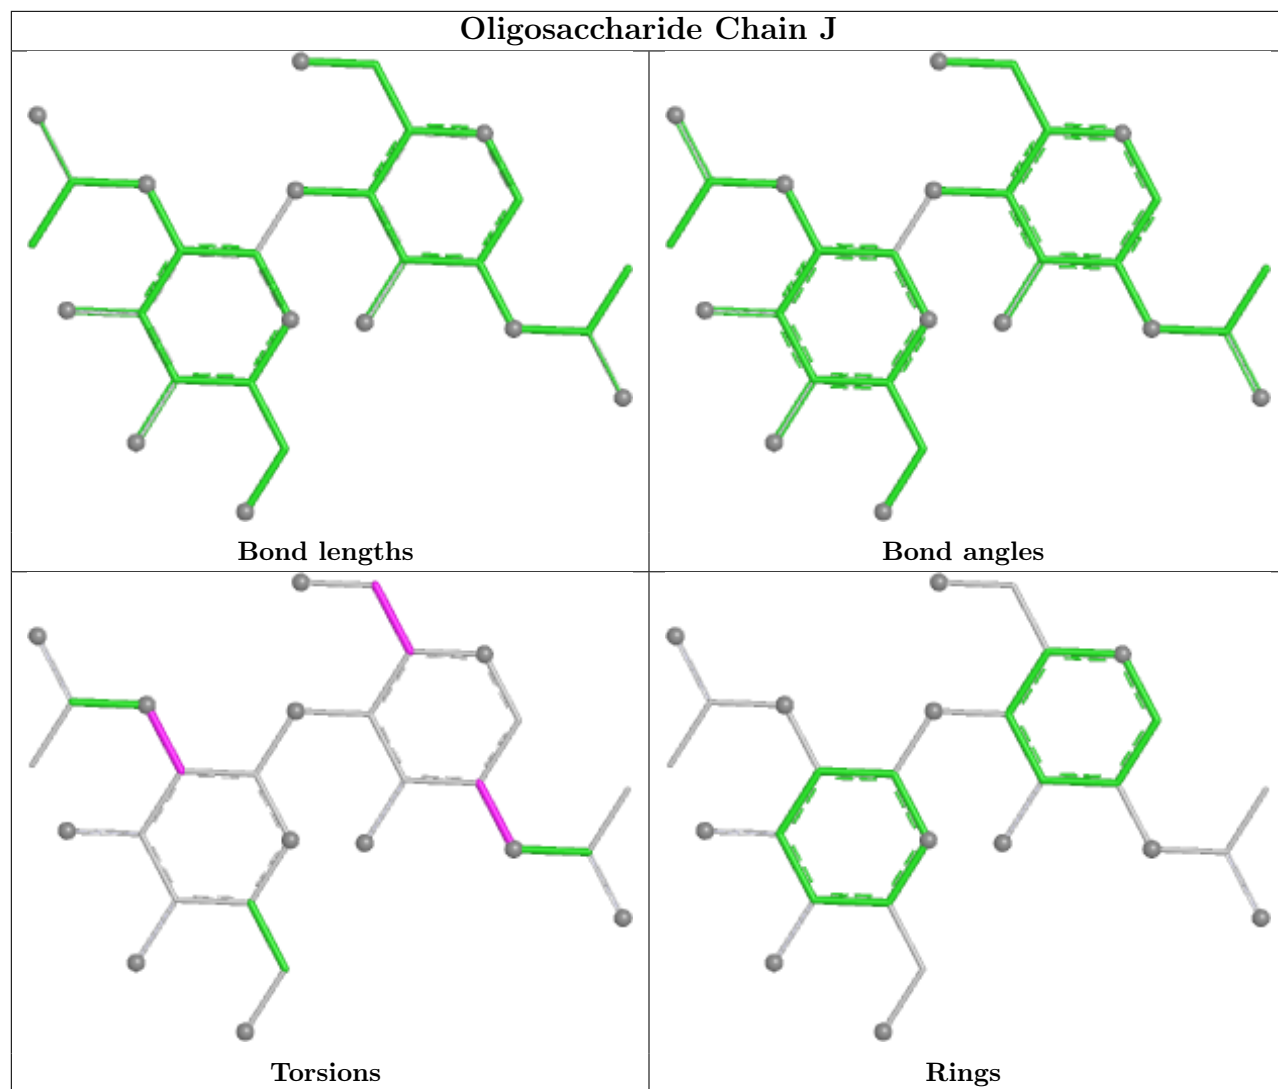 Oligosaccharide Chain J
Bond lengths
Bond angles
Torsions
Rings